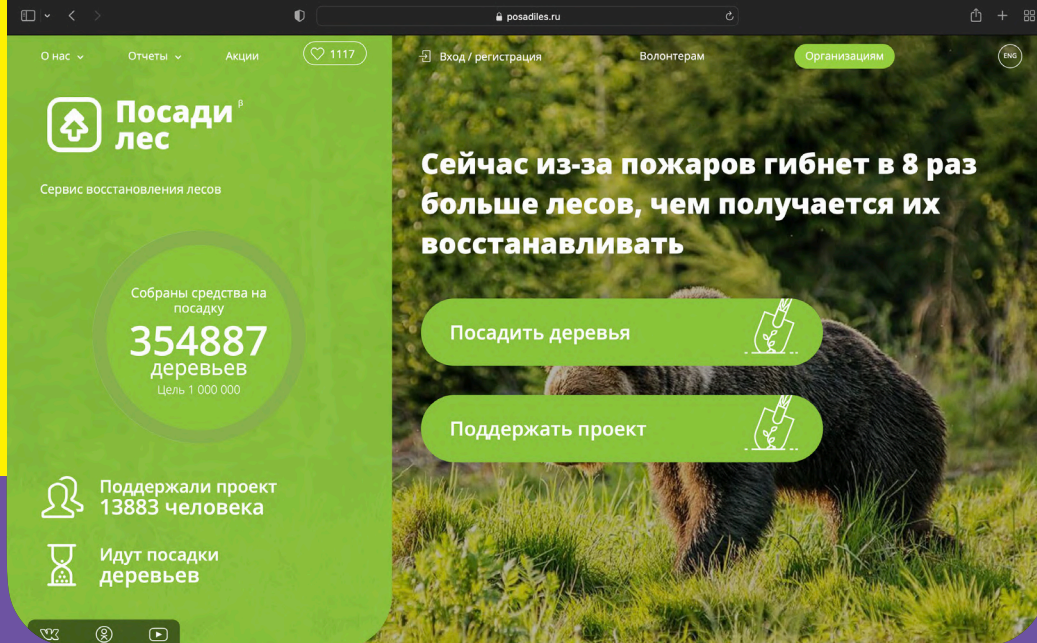 posadiles.ru
О нас
Отчеты
Акции
1117
Вход / регистрация
Волонтерам
Организациям
ENG
Посади β
лес
Сервис восстановления лесов
Собраны средства на
посадку
354887
деревьев
Цель 1 000 000
Поддержали проект
13883 человека
Идут посадки
деревьев
Сейчас из-за пожаров гибнет в 8 раз
больше лесов, чем получается их
восстанавливать
Посадить деревья
Поддержать проект